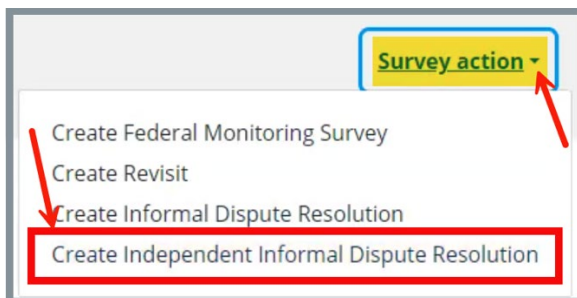 Survey action
Create Federal Monitoring Survey
Create Revisit
Create Informal Dispute Resolution
Create Independent Informal Dispute Resolution